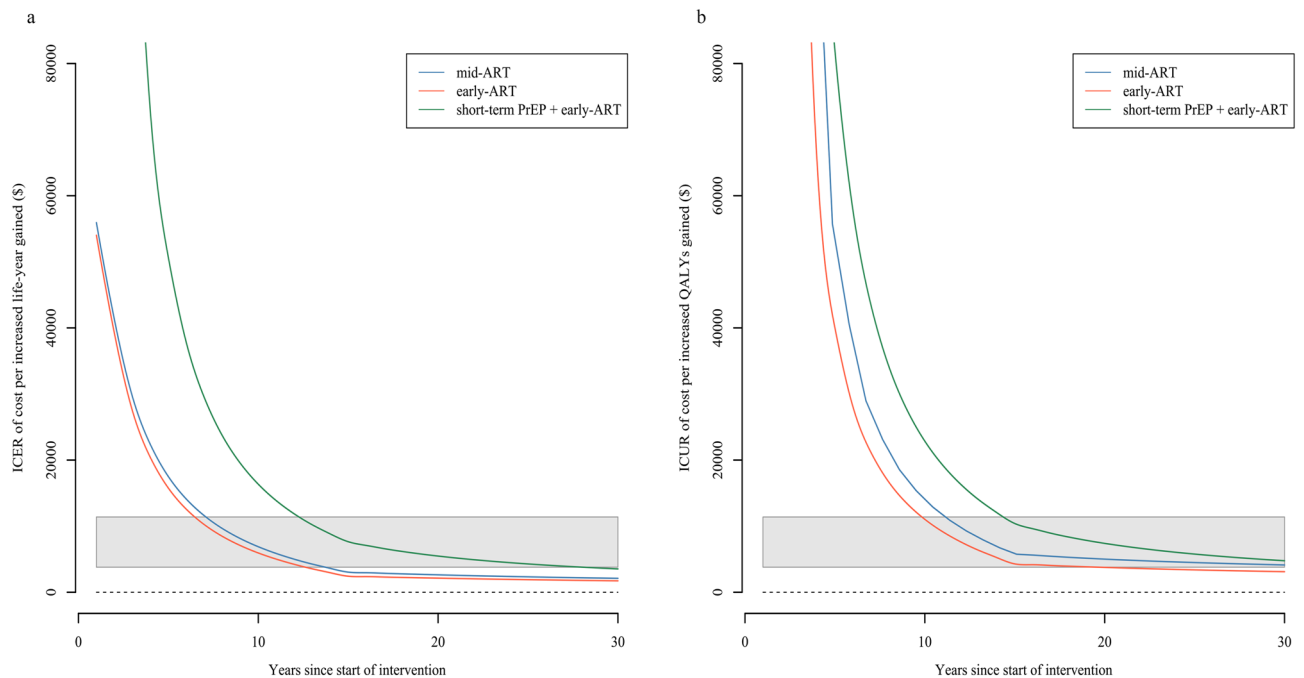 a
ICER of cost per increased life-year gained ($)
80000
60000
40000
20000
0
mid-ART
early-ART
short-term PrEP + early-ART
0 10 20 30
Years since start of intervention
b
ICUR of cost per increased QALYs gained ($)
80000
60000
40000
20000
0
mid-ART
early-ART
short-term PrEP + early-ART
0 10 20 30
Years since start of intervention